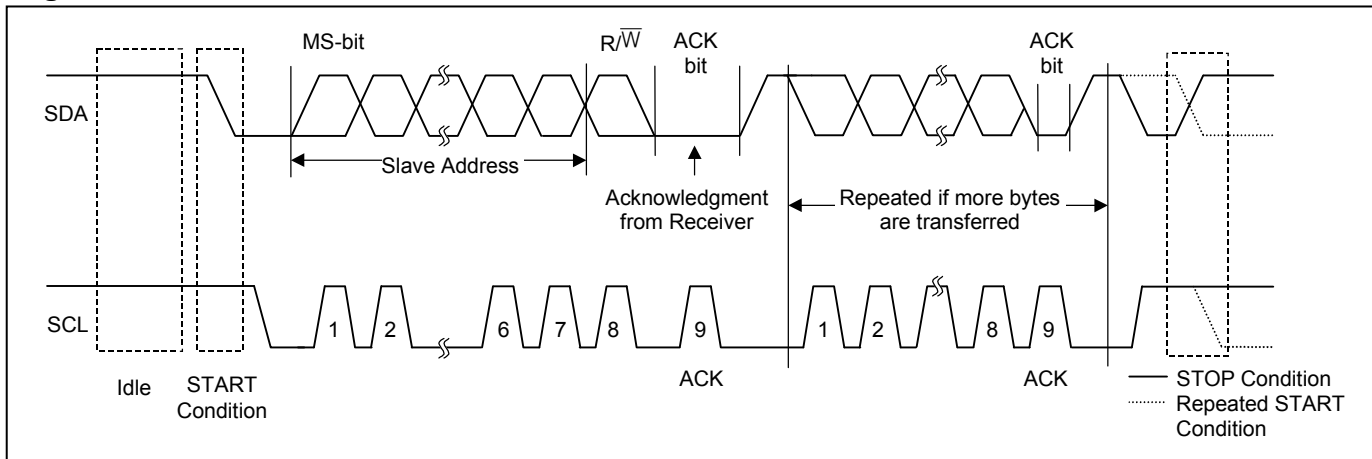 MS-bit
R/W̅
ACK
bit
ACK
bit
SDA
Slave Address
Acknowledgment
from Receiver
Repeated if more bytes
are transferred
SCL
1
2
6
7
8
9
1
2
8
9
Idle
START
Condition
ACK
ACK
STOP Condition
Repeated START
Condition